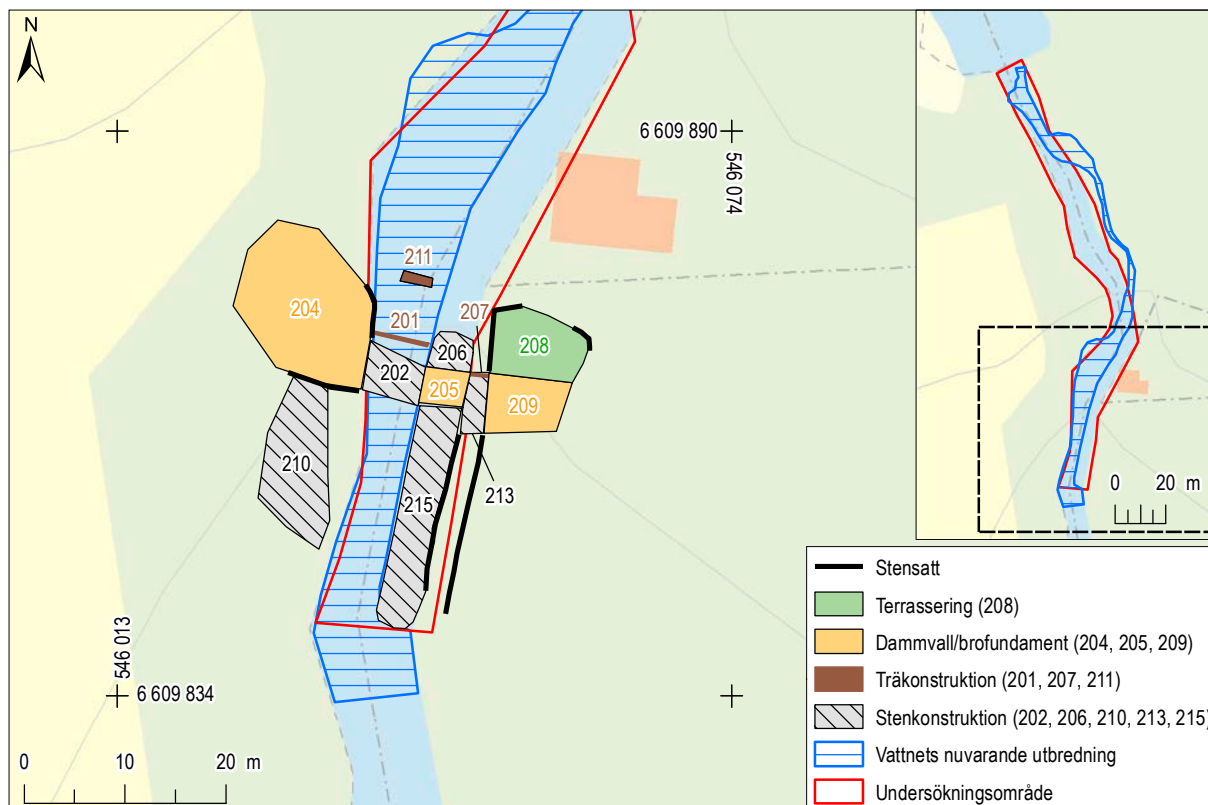 N
6 609 890
546 074
211
207
204
201
206
208
202
205
209
210
215
213
546 013
6 609 834
0 10 20 m
0 20 m
Stensatt
Terrassering (208)
Dammvall/brofundament (204, 205, 209)
Träkonstruktion (201, 207, 211)
Stenkonstruktion (202, 206, 210, 213, 215)
Vattnets nuvarande utbredning
Undersökningsområde